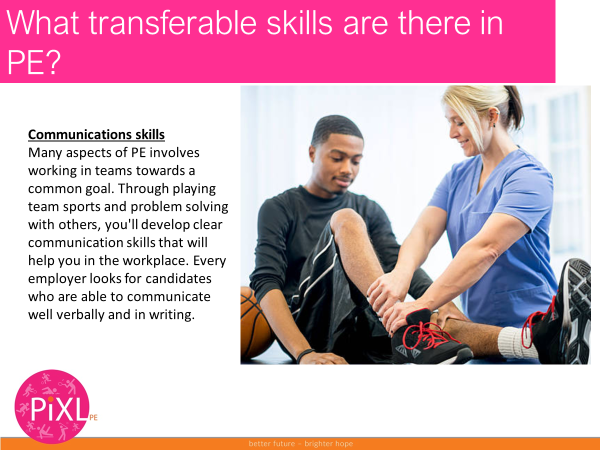 What transferable skills are there in
PE?
Communications skills
Many aspects of PE involves
working in teams towards a
common goal. Through playing
team sports and problem solving
with others, you'll develop clear
communication skills that will
help you in the workplace. Every
employer looks for candidates
who are able to communicate
well verbally and in writing.
PiXL
PE
better future – brighter hope